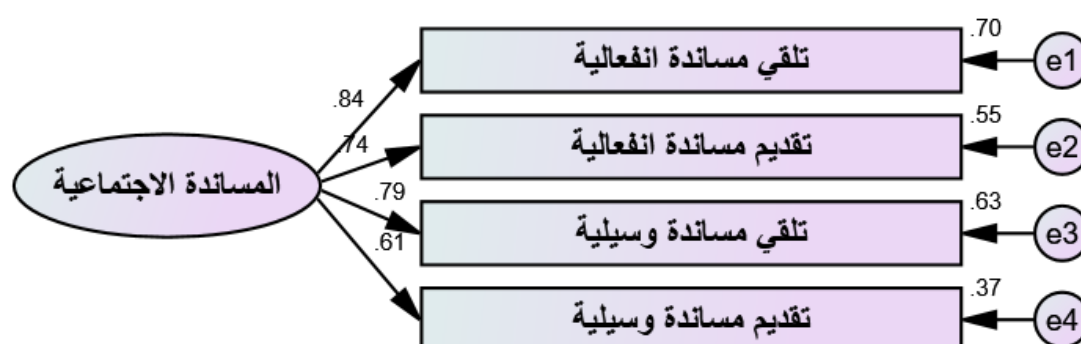 .70
تلقي مساندة انفعالية
e1
.84
.55
تقديم مساندة انفعالية
e2
.74
المساندة الاجتماعية
.79
.63
تلقي مساندة وسيلية
e3
.61
.37
تقديم مساندة وسيلية
e4